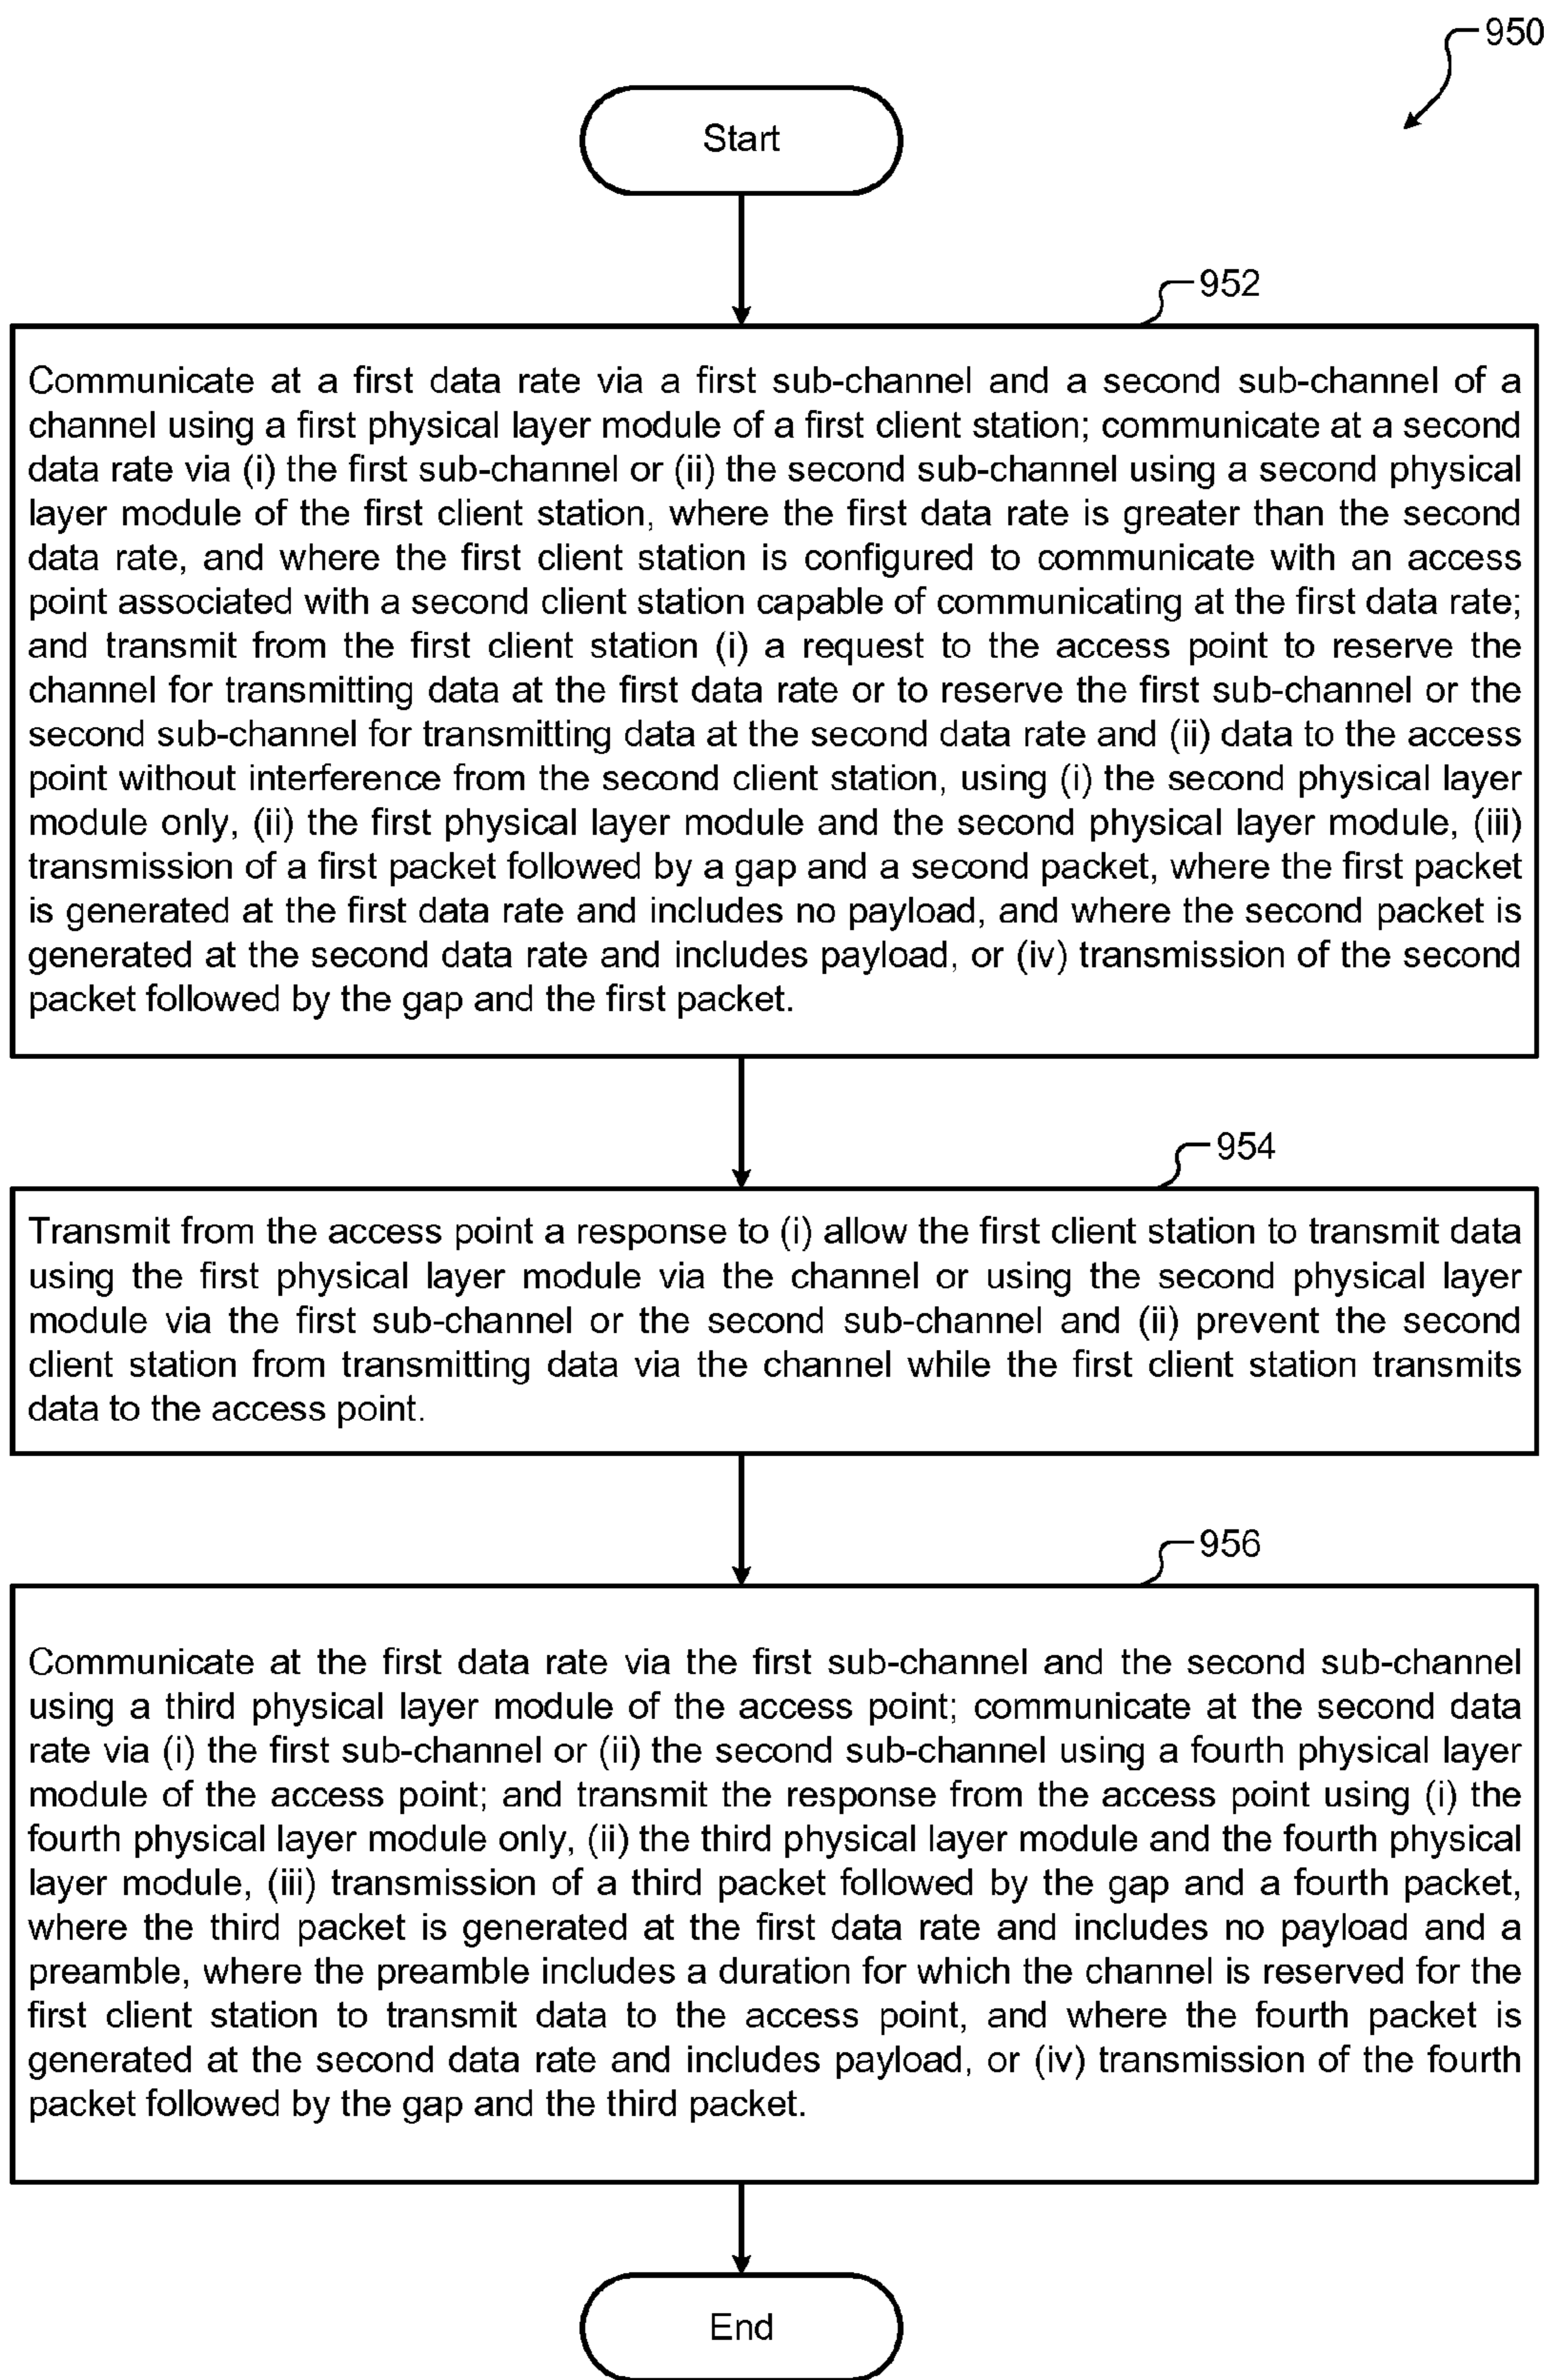 950
Start
952
Communicate at a first data rate via a first sub-channel and a second sub-channel of a
channel using a first physical layer module of a first client station; communicate at a second
data rate via (i) the first sub-channel or (ii) the second sub-channel using a second physical
layer module of the first client station, where the first data rate is greater than the second
data rate, and where the first client station is configured to communicate with an access
point associated with a second client station capable of communicating at the first data rate;
and transmit from the first client station (i) a request to the access point to reserve the
channel for transmitting data at the first data rate or to reserve the first sub-channel or the
second sub-channel for transmitting data at the second data rate and (ii) data to the access
point without interference from the second client station, using (i) the second physical layer
module only, (ii) the first physical layer module and the second physical layer module, (iii)
transmission of a first packet followed by a gap and a second packet, where the first packet
is generated at the first data rate and includes no payload, and where the second packet is
generated at the second data rate and includes payload, or (iv) transmission of the second
packet followed by the gap and the first packet.
954
Transmit from the access point a response to (i) allow the first client station to transmit data
using the first physical layer module via the channel or using the second physical layer
module via the first sub-channel or the second sub-channel and (ii) prevent the second
client station from transmitting data via the channel while the first client station transmits
data to the access point.
956
Communicate at the first data rate via the first sub-channel and the second sub-channel
using a third physical layer module of the access point; communicate at the second data
rate via (i) the first sub-channel or (ii) the second sub-channel using a fourth physical layer
module of the access point; and transmit the response from the access point using (i) the
fourth physical layer module only, (ii) the third physical layer module and the fourth physical
layer module, (iii) transmission of a third packet followed by the gap and a fourth packet,
where the third packet is generated at the first data rate and includes no payload and a
preamble, where the preamble includes a duration for which the channel is reserved for the
first client station to transmit data to the access point, and where the fourth packet is
generated at the second data rate and includes payload, or (iv) transmission of the fourth
packet followed by the gap and the third packet.
End